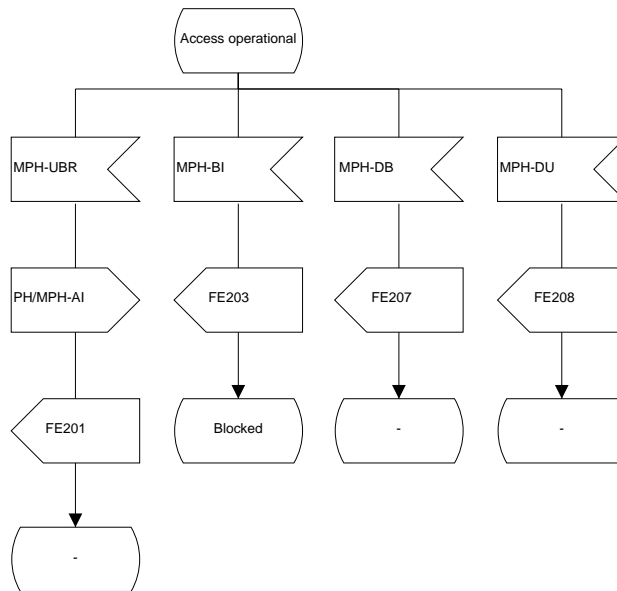 Access operational
MPH-UBR
MPH-BI
MPH-DB
MPH-DU
PH/MPH-AI
FE203
FE207
FE208
FE201
Blocked
-
-
-